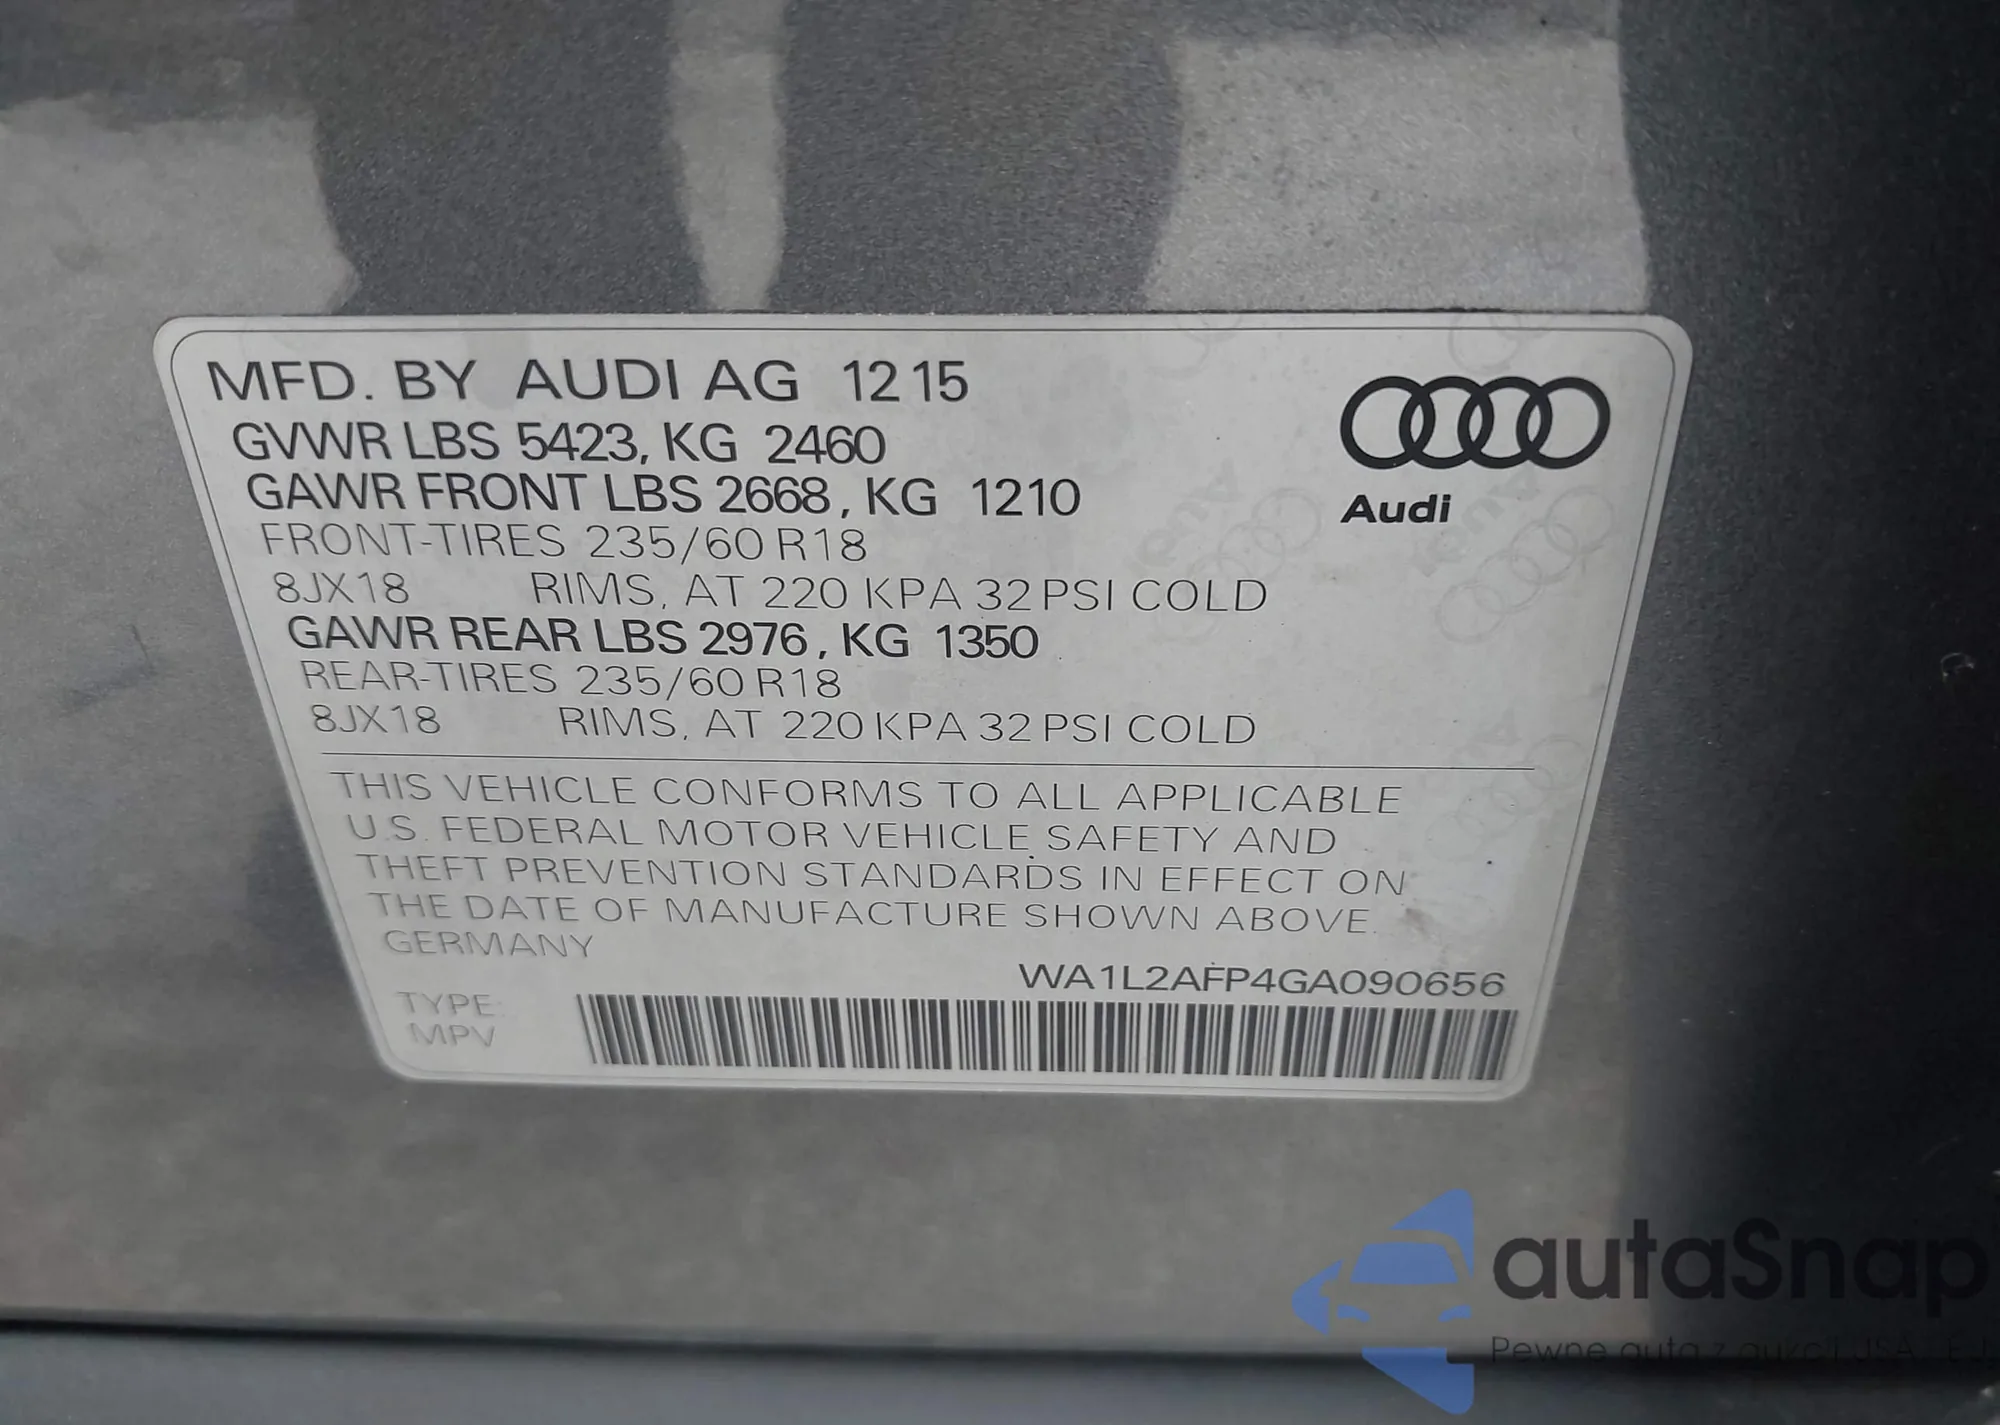 MFD. BY AUDI AG 12 15
GVWR LBS 5423, KG 2460
GAWR FRONT LBS 2668, KG 1210
FRONT-TIRES 235/60 R18
8JX18 RIMS, AT 220 KPA 32 PSI COLD
GAWR REAR LBS 2976, KG 1350
REAR-TIRES 235/60 R18
8JX18 RIMS, AT 220 KPA 32 PSI COLD
Audi
THIS VEHICLE CONFORMS TO ALL APPLICABLE
U.S. FEDERAL MOTOR VEHICLE SAFETY AND
THEFT PREVENTION STANDARDS IN EFFECT ON
THE DATE OF MANUFACTURE SHOWN ABOVE.
GERMANY
WA1L2AFP4GA090656
TYPE:
MPV
autaSnap
Pewne auta z aukcji USA